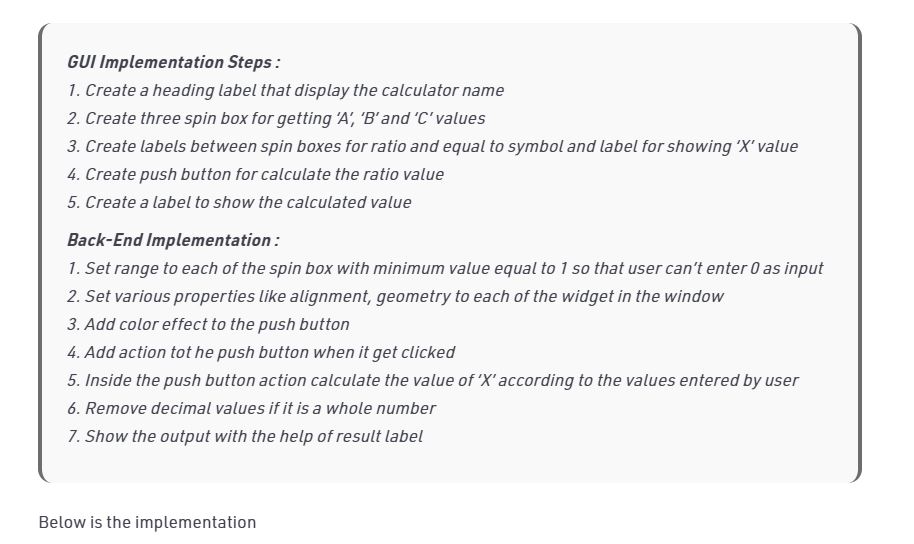 GUI Implementation Steps :
1. Create a heading label that display the calculator name
2. Create three spin box for getting ‘A’, ‘B’ and ‘C’ values
3. Create labels between spin boxes for ratio and equal to symbol and label for showing ‘X’ value
4. Create push button for calculate the ratio value
5. Create a label to show the calculated value
Back-End Implementation :
1. Set range to each of the spin box with minimum value equal to 1 so that user can’t enter 0 as input
2. Set various properties like alignment, geometry to each of the widget in the window
3. Add color effect to the push button
4. Add action tot he push button when it get clicked
5. Inside the push button action calculate the value of ‘X’ according to the values entered by user
6. Remove decimal values if it is a whole number
7. Show the output with the help of result label
Below is the implementation